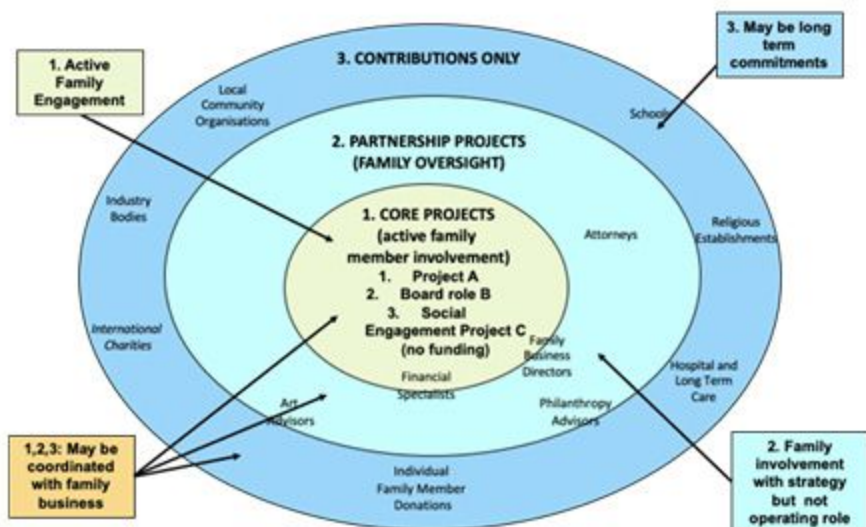 3. CONTRIBUTIONS ONLY
3. May be long
term
commitments
1. Active
Family
Engagement
Local
Community
Organisations
Schools
2. PARTNERSHIP PROJECTS
(FAMILY OVERSIGHT)
Industry
Bodies
1. CORE PROJECTS
(active family
member involvement)
1. Project A
2. Board role B
3. Social
Engagement Project C
(no funding)
Attorneys
Religious
Establishments
International
Charities
Family
Business
Directors
Financial
Specialists
Hospital and
Long Term
Care
Art
Advisors
Philanthropy
Advisors
1,2,3: May be
coordinated
with family
business
Individual
Family Member
Donations
2. Family
involvement
with strategy
but not
operating role